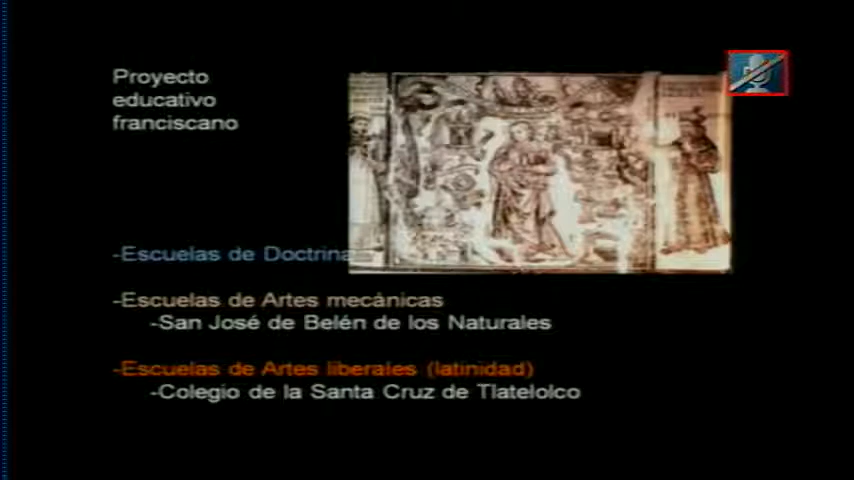 Proyecto
educativo
franciscano
-Escuelas de Doctrina
-Escuelas de Artes mecánicas
-San José de Belén de los Naturales
-Escuelas de Artes liberales (latinidad)
-Colegio de la Santa Cruz de Tlatelolco